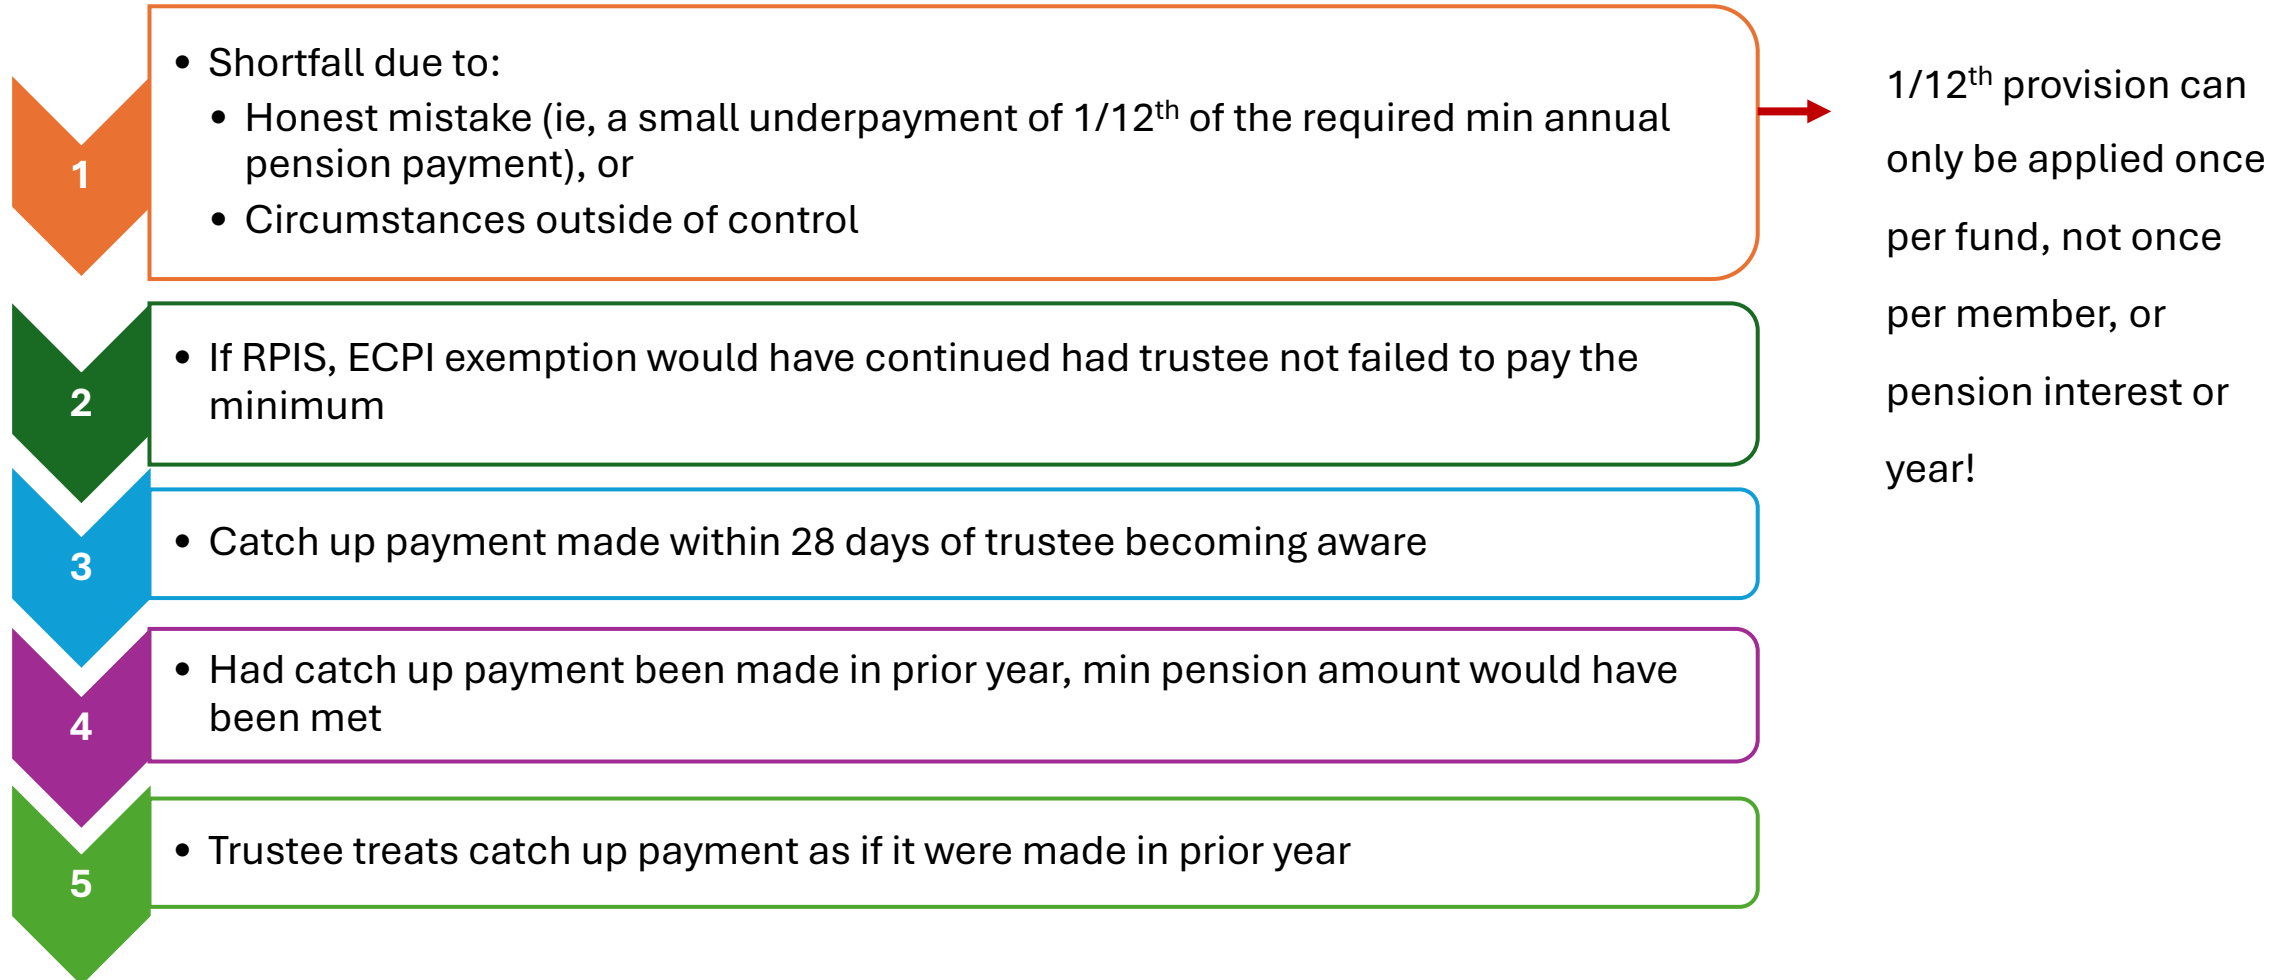 1
• Shortfall due to:
• Honest mistake (ie, a small underpayment of 1/12th of the required min annual
pension payment), or
• Circumstances outside of control
1/12th provision can
only be applied once
per fund, not once
per member, or
pension interest or
year!
2
• If RPIS, ECPI exemption would have continued had trustee not failed to pay the
minimum
3
• Catch up payment made within 28 days of trustee becoming aware
4
• Had catch up payment been made in prior year, min pension amount would have
been met
5
• Trustee treats catch up payment as if it were made in prior year